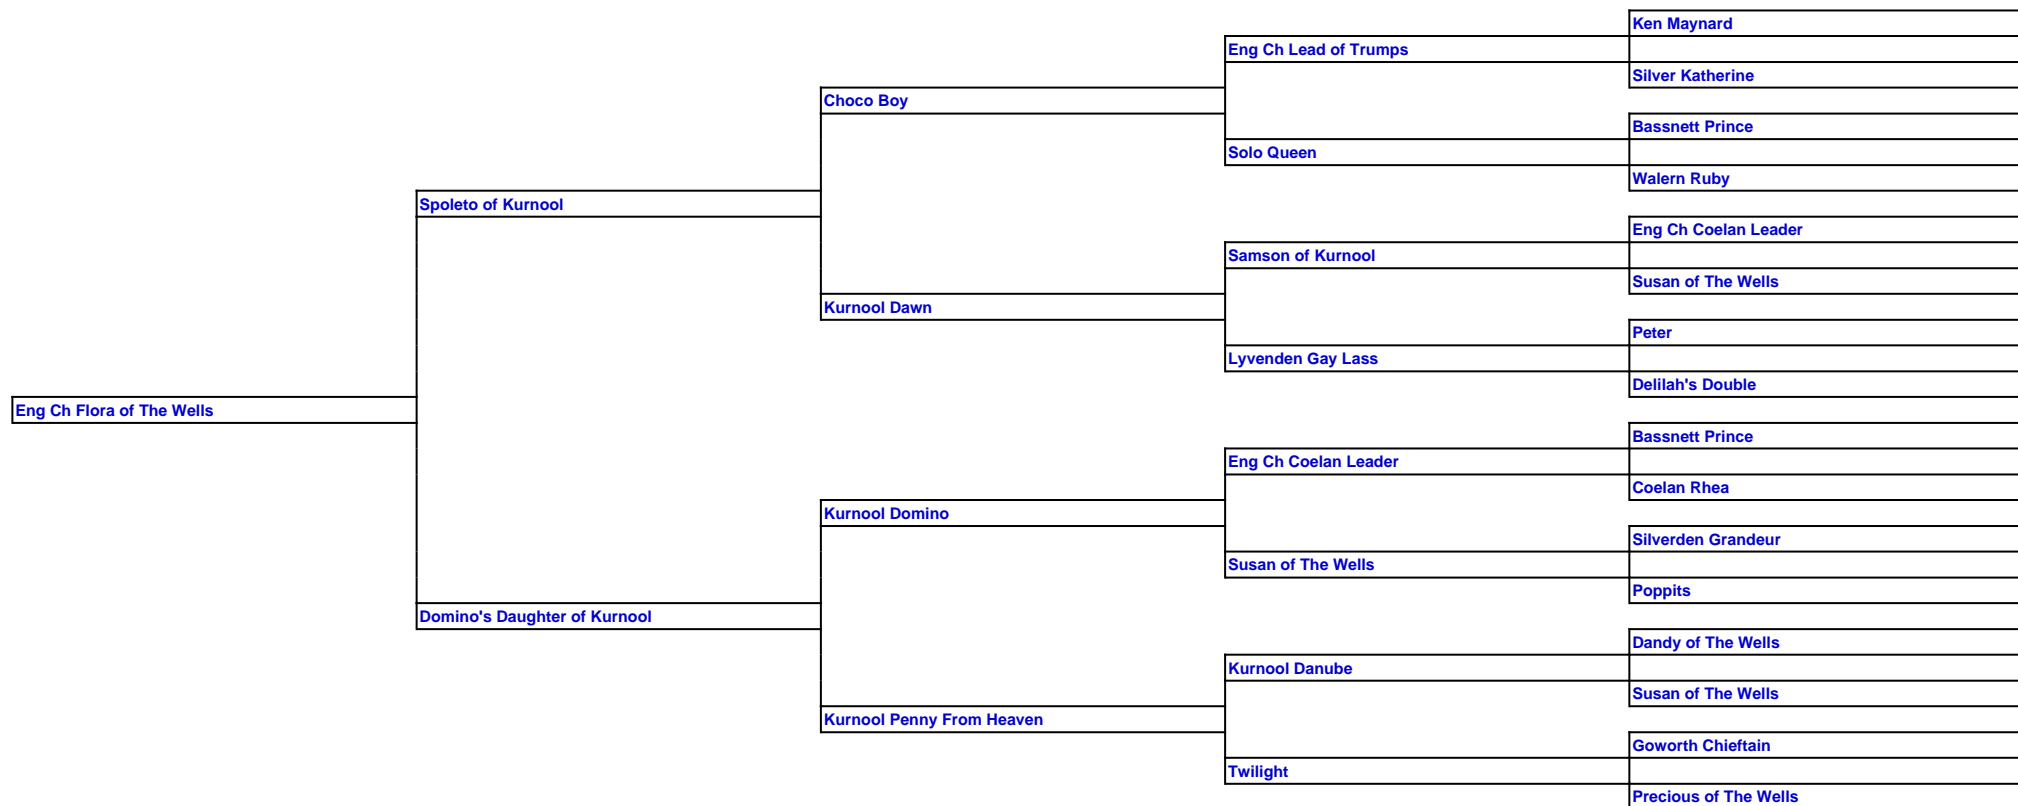 Ken Maynard
Eng Ch Lead of Trumps
Silver Katherine
Choco Boy
Bassnett Prince
Solo Queen
Walern Ruby
Spoleto of Kurnool
Eng Ch Coelan Leader
Samson of Kurnool
Susan of The Wells
Kurnool Dawn
Peter
Lyvenden Gay Lass
Delilah's Double
Eng Ch Flora of The Wells
Bassnett Prince
Eng Ch Coelan Leader
Coelan Rhea
Kurnool Domino
Silverden Grandeur
Susan of The Wells
Poppits
Domino's Daughter of Kurnool
Dandy of The Wells
Kurnool Danube
Susan of The Wells
Kurnool Penny From Heaven
Goworth Chieftain
Twilight
Precious of The Wells